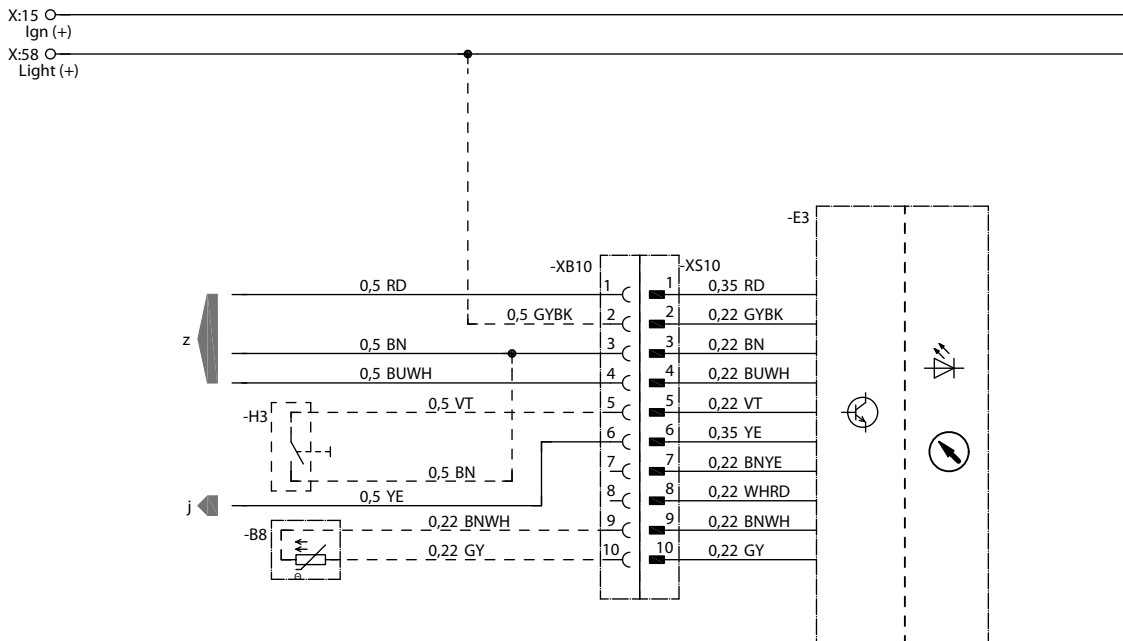 X:15
Ign (+)
X:58
Light (+)
-E3
-XB10 -XS10
0,5 RD 1 1 0,35 RD
0,5 GYBK 2 2 0,22 GYBK
z
0,5 BN 3 3 0,22 BN
0,5 BUWH 4 4 0,22 BUWH
-H3 0,5 VT 5 5 0,22 VT
6 6 0,35 YE
0,5 BN 7 7 0,22 BNYE
j 0,5 YE 8 8 0,22 WHRD
-B8 0,22 BNWH 9 9 0,22 BNWH
0,22 GY 10 10 0,22 GY
Θ